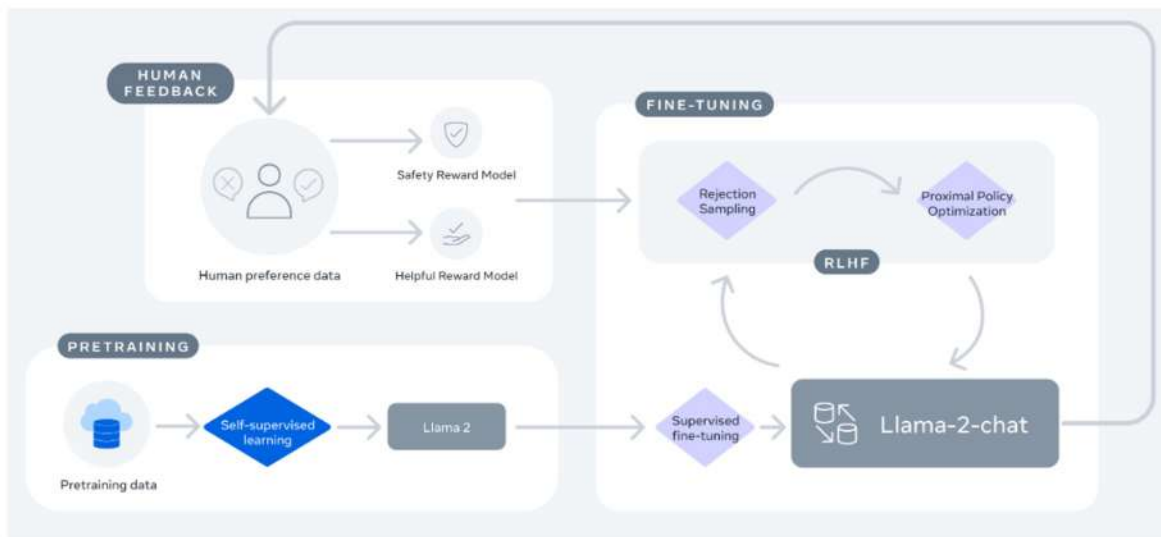 HUMAN
FEEDBACK
Safety Reward Model
Human preference data
Helpful Reward Model
FINE-TUNING
Rejection
Sampling
Proximal Policy
Optimization
RLHF
PRETRAINING
Pretraining data
Self-supervised
learning
Llama 2
Supervised
fine-tuning
Llama-2-chat